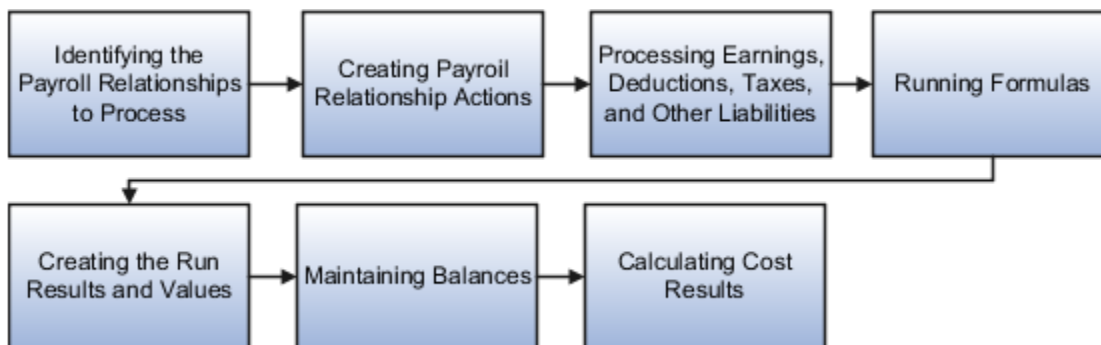 Identifying the
Payroll Relationships
to Process
Creating Payroil
Relationship Actions
Processing Earnings,
Deductions, Taxes,
and Other Liabilities
Running Formulas
Creating the Run
Results and Values
Maintaining Balances
Calculating Cost
Results